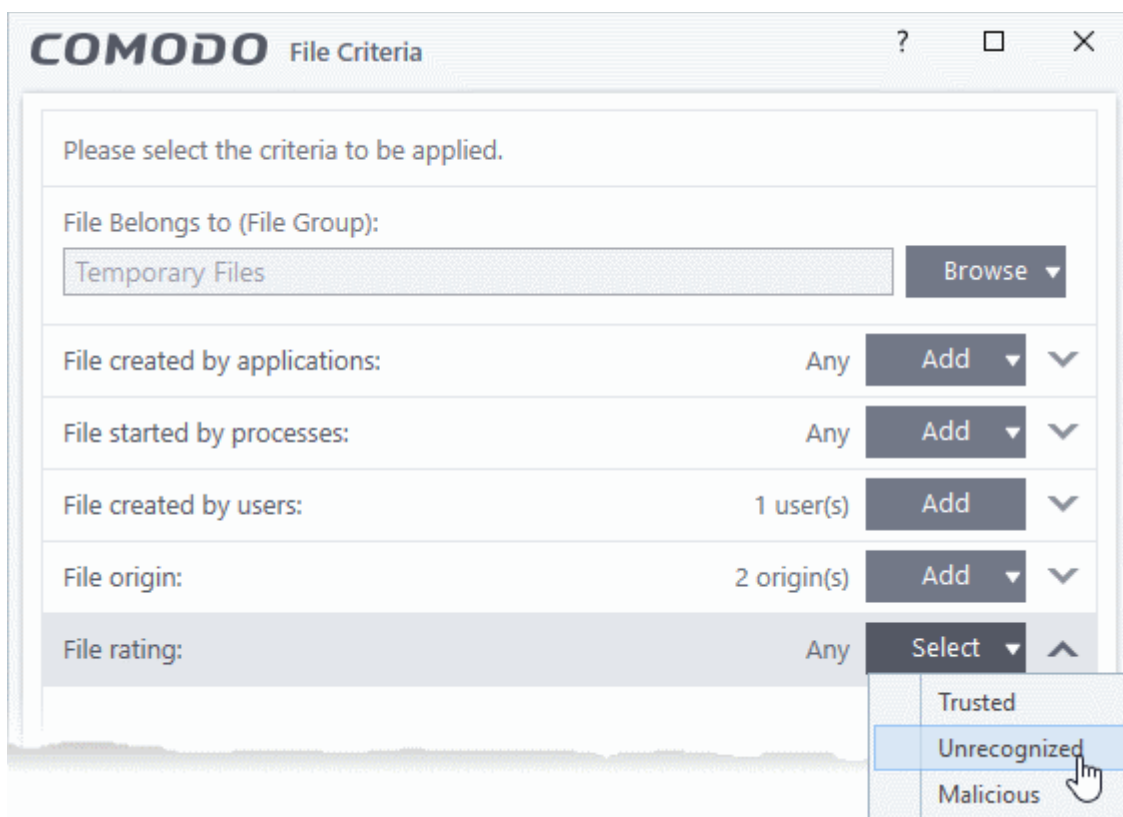 COMODO File Criteria ?
Please select the criteria to be applied.
File Belongs to (File Group):
Temporary Files Browse
File created by applications: Any Add
File started by processes: Any Add
File created by users: 1 user(s) Add
File origin: 2 origin(s) Add
File rating: Any Select
Trusted
Unrecognized
Malicious